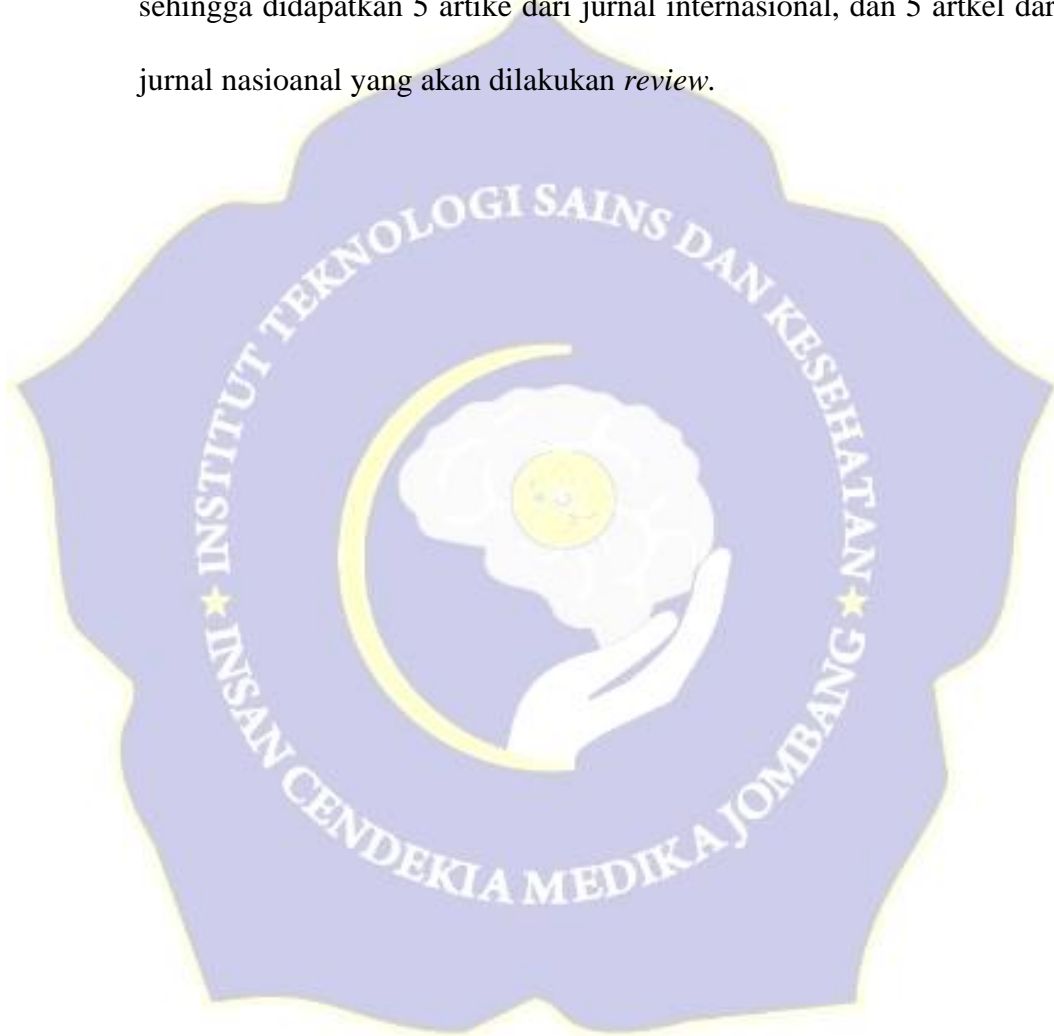 sehingga didapatkan 5 artike dari jurnal internasional, dan 5 artkel dari
jurnal nasioanal yang akan dilakukan review.
INSTITUT TEKNOLOGI SAINS DAN KESEHATAN
INSAN CENDEKIA MEDIKA JOMBANG